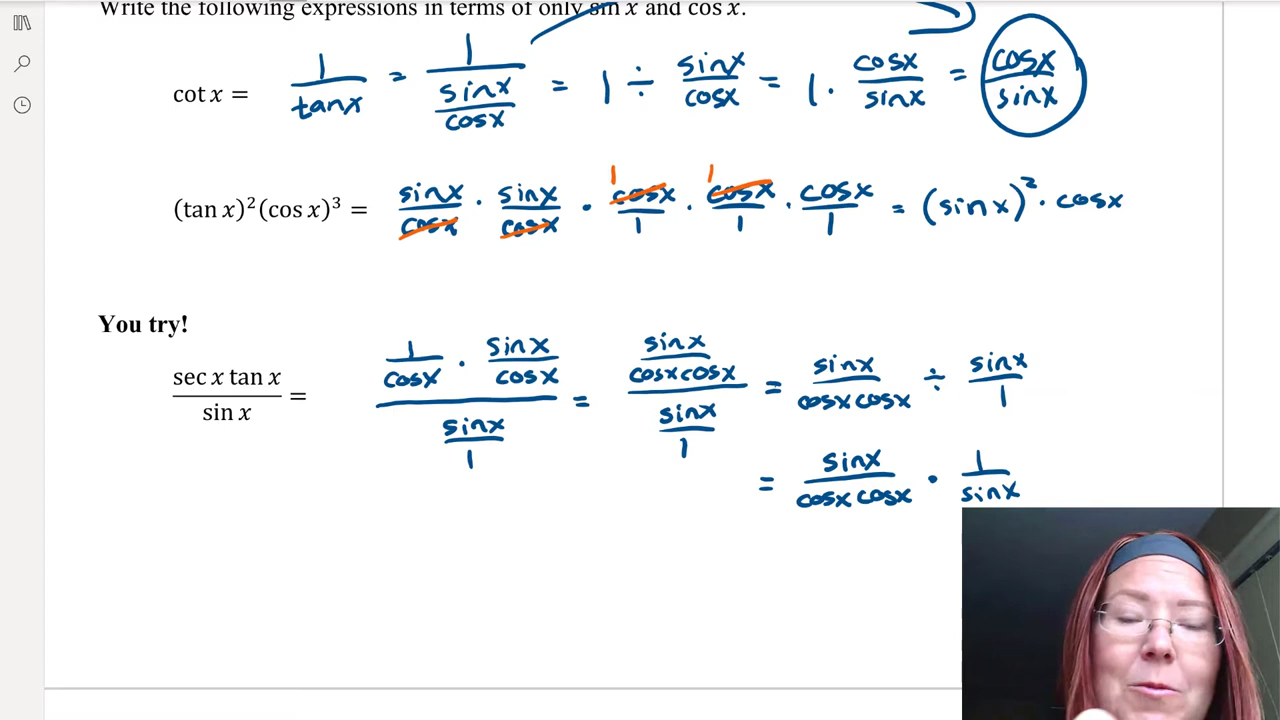 Write the following expressions in terms of only sin x and cos x.
cot x = 1/tanx = 1/(sinx/cosx) = 1 ÷ sinx/cosx = 1 · cosx/sinx = cosx/sinx
(tan x)²(cos x)³ = sinx/cosx · sinx/cosx · cosx/1 · cosx/1 · cosx/1 = (sinx)² · cosx
1 1
You try!
sec x tan x / sin x = (1/cosx · sinx/cosx)/(sinx/1) = (sinx/cosxcosx)/(sinx/1) = sinx/cosxcosx ÷ sinx/1
= sinx/cosxcosx · 1/sinx